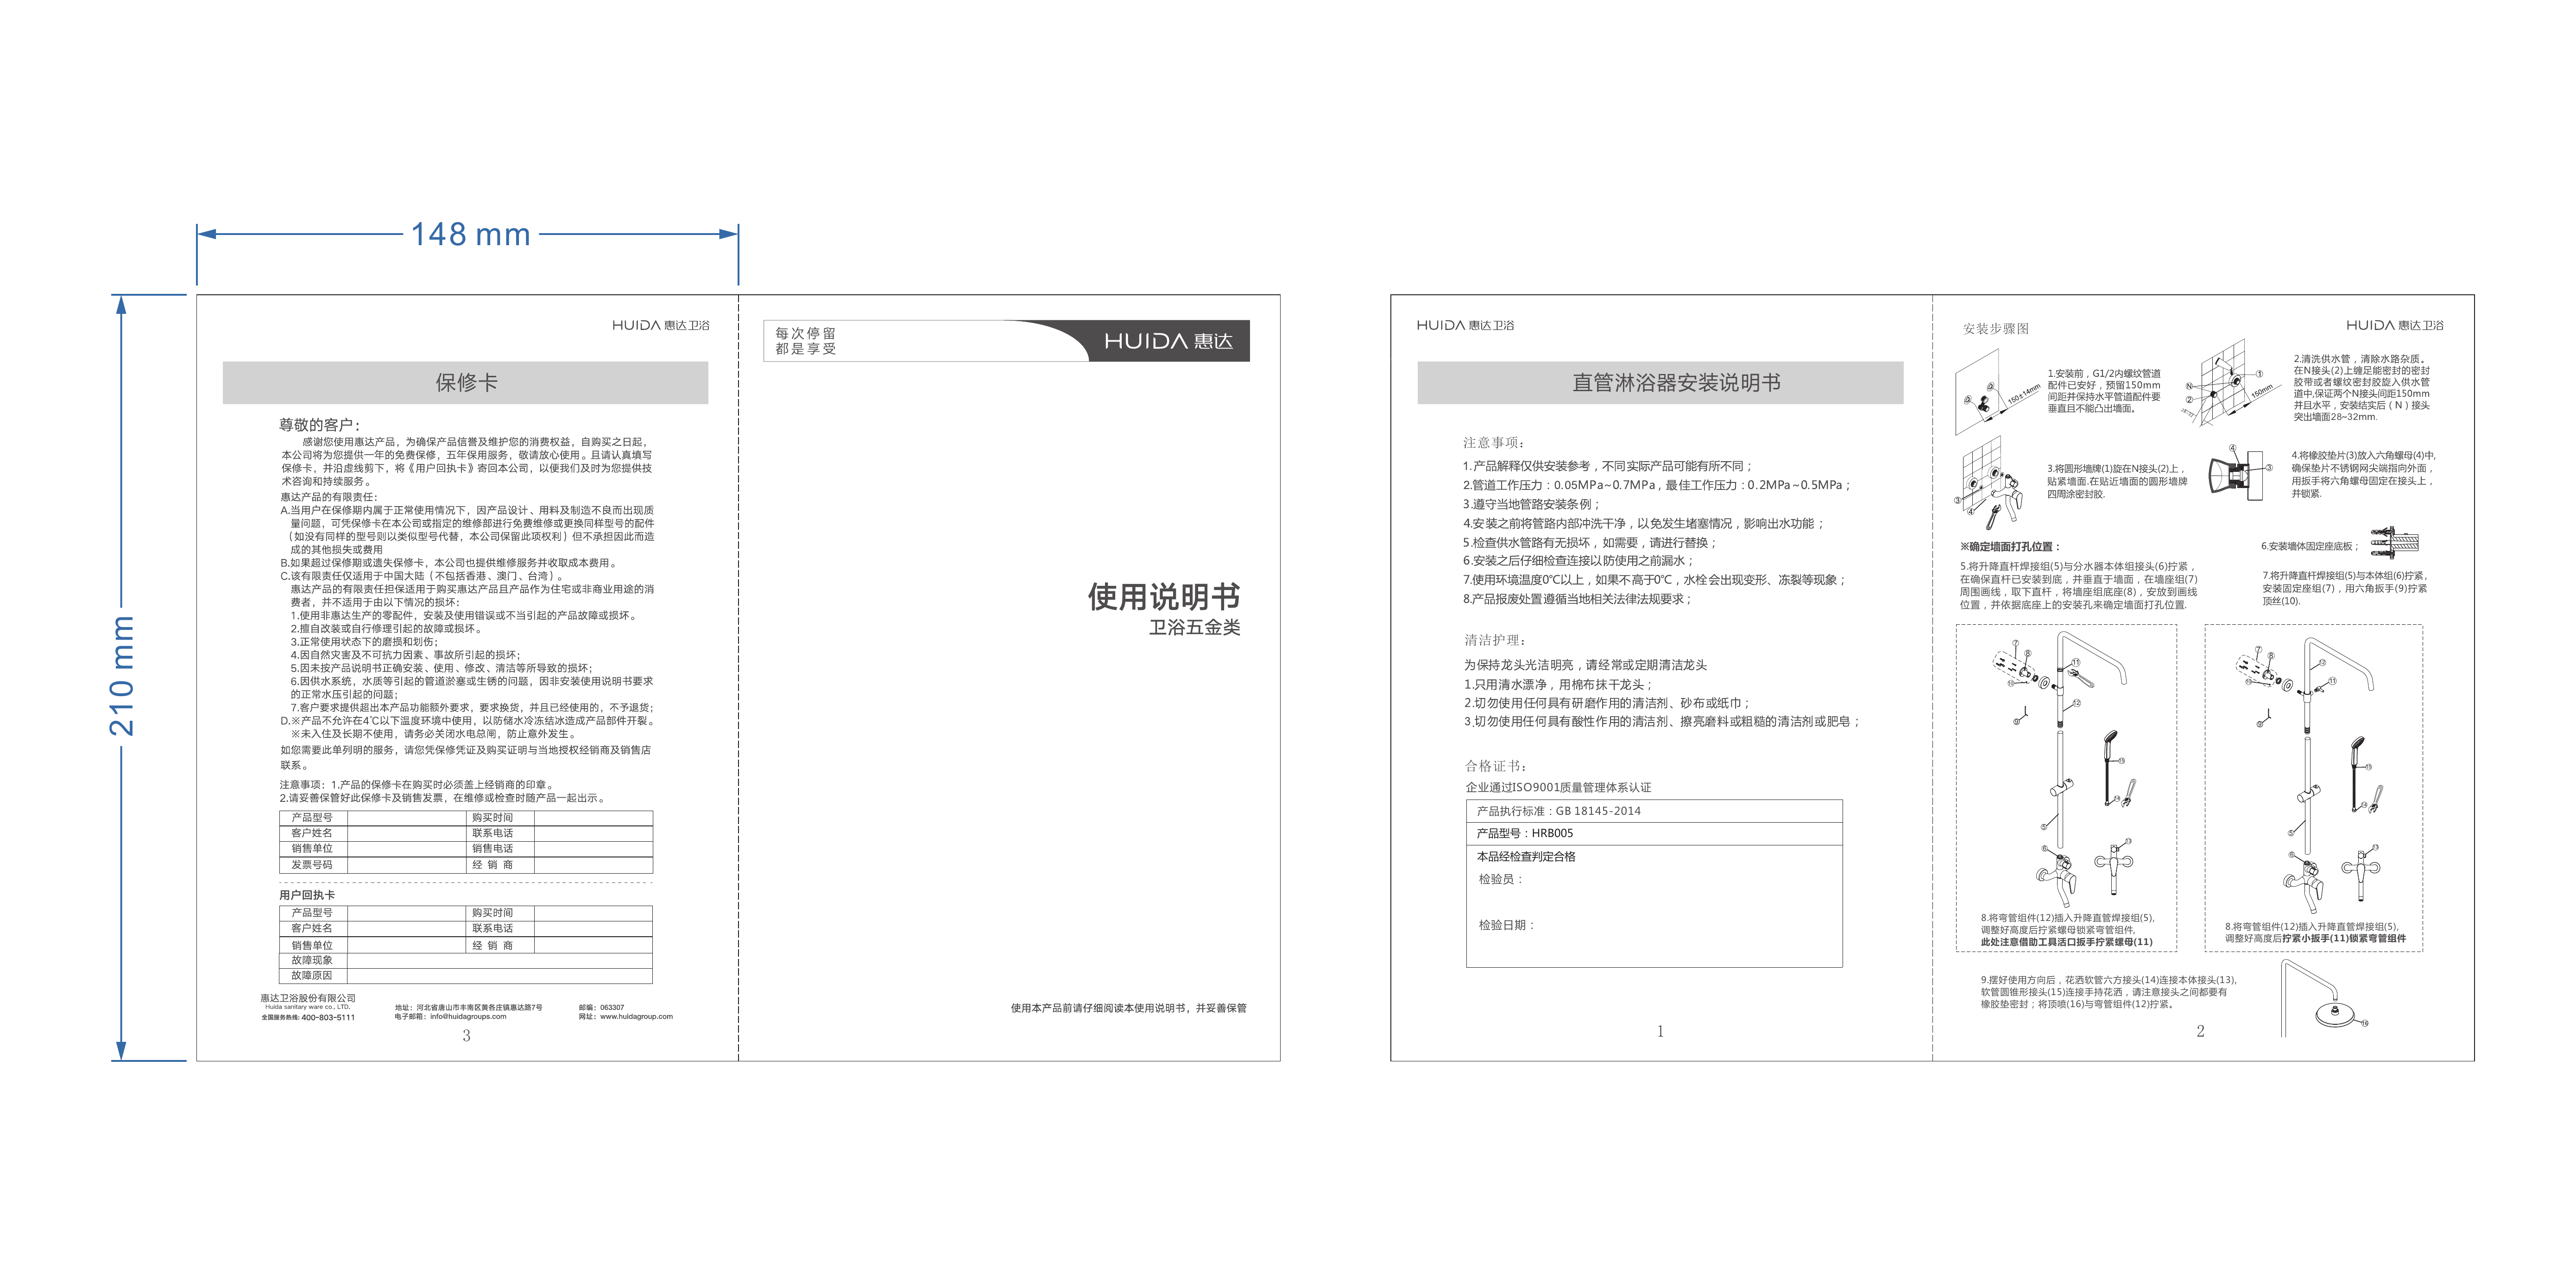 148 mm
210 mm
HUIDA 惠达卫浴
保修卡
尊敬的客户：
感谢您使用惠达产品，为确保产品信誉及维护您的消费权益，自购买之日起，
本公司将为您提供一年的免费保修，五年保用服务，敬请放心使用。且请认真填写
保修卡，并沿虚线剪下，将《用户回执卡》寄回本公司，以便我们及时为您提供技
术咨询和持续服务。
惠达产品的有限责任：
A.当用户在保修期内属于正常使用情况下，因产品设计、用料及制造不良而出现质
量问题，可凭保修卡在本公司或指定的维修部进行免费维修或更换同样型号的配件
（如没有同样的型号则以类似型号代替，本公司保留此项权利）但不承担因此而造
成的其他损失或费用
B.如果超过保修期或遗失保修卡，本公司也提供维修服务并收取成本费用。
C.该有限责任仅适用于中国大陆（不包括香港、澳门、台湾）。
惠达产品的有限责任担保适用于购买惠达产品且产品作为住宅或非商业用途的消
费者，并不适用于由以下情况的损坏：
1.使用非惠达生产的零配件，安装及使用错误或不当引起的产品故障或损坏。
2.擅自改装或自行修理引起的故障或损坏。
3.正常使用状态下的磨损和划伤；
4.因自然灾害及不可抗力因素、事故所引起的损坏；
5.因未按产品说明书正确安装、使用、修改、清洁等所导致的损坏；
6.因供水系统，水质等引起的管道淤塞或生锈的问题，因非安装使用说明书要求
的正常水压引起的问题；
7.客户要求提供超出本产品功能额外要求，要求换货，并且已经使用的，不予退货；
D.※产品不允许在4℃以下温度环境中使用，以防储水冷冻结冰造成产品部件开裂。
※未入住及长期不使用，请务必关闭水电总闸，防止意外发生。
如您需要此单列明的服务，请您凭保修凭证及购买证明与当地授权经销商及销售店
联系。
注意事项：1.产品的保修卡在购买时必须盖上经销商的印章。
2.请妥善保管好此保修卡及销售发票，在维修或检查时随产品一起出示。
产品型号 购买时间
客户姓名 联系电话
销售单位 销售电话
发票号码 经 销 商
用户回执卡
产品型号 购买时间
客户姓名 联系电话
销售单位 经 销 商
故障现象
故障原因
惠达卫浴股份有限公司
Huida sanitary ware co., LTD.
全国服务热线: 400-803-5111
地址：河北省唐山市丰南区黄各庄镇惠达路7号
电子邮箱：info@huidagroups.com
邮编：063307
网址：www.huidagroup.com
3
每次停留
都是享受
HUIDA 惠达
使用说明书
卫浴五金类
使用本产品前请仔细阅读本使用说明书，并妥善保管
HUIDA 惠达卫浴
直管淋浴器安装说明书
注意事项：
1.产品解释仅供安装参考，不同实际产品可能有所不同；
2.管道工作压力：0.05MPa~0.7MPa，最佳工作压力：0.2MPa~0.5MPa；
3.遵守当地管路安装条例；
4.安装之前将管路内部冲洗干净，以免发生堵塞情况，影响出水功能；
5.检查供水管路有无损坏，如需要，请进行替换；
6.安装之后仔细检查连接以防使用之前漏水；
7.使用环境温度0℃以上，如果不高于0℃，水栓会出现变形、冻裂等现象；
8.产品报废处置遵循当地相关法律法规要求；
清洁护理：
为保持龙头光洁明亮，请经常或定期清洁龙头
1.只用清水漂净，用棉布抹干龙头；
2.切勿使用任何具有研磨作用的清洁剂、砂布或纸巾；
3.切勿使用任何具有酸性作用的清洁剂、擦亮磨料或粗糙的清洁剂或肥皂；
合格证书：
企业通过ISO9001质量管理体系认证
产品执行标准：GB 18145-2014
产品型号：HRB005
本品经检查判定合格
检验员：
检验日期：
1
安装步骤图
HUIDA 惠达卫浴
150±14mm
1.安装前，G1/2内螺纹管道
配件已安好，预留150mm
间距并保持水平管道配件要
垂直且不能凸出墙面。
N
①
②
150mm
2.清洗供水管，清除水路杂质。
在N接头(2)上缠足能密封的密封
胶带或者螺纹密封胶旋入供水管
道中,保证两个N接头间距150mm
并且水平，安装结实后（N）接头
突出墙面28~32mm.
③
④
3.将圆形墙牌(1)旋在N接头(2)上，
贴紧墙面.在贴近墙面的圆形墙牌
四周涂密封胶.
④
③
4.将橡胶垫片(3)放入六角螺母(4)中,
确保垫片不锈钢网尖端指向外面，
用扳手将六角螺母固定在接头上，
并锁紧.
※确定墙面打孔位置：
5.将升降直杆焊接组(5)与分水器本体组接头(6)拧紧，
在确保直杆已安装到底，并垂直于墙面，在墙座组(7)
周围画线，取下直杆，将墙座组底座(8)，安放到画线
位置，并依据底座上的安装孔来确定墙面打孔位置.
6.安装墙体固定座底板；
7.将升降直杆焊接组(5)与本体组(6)拧紧，
安装固定座组(7)，用六角扳手(9)拧紧
顶丝(10).
⑦
⑧
⑪
⑩
⑫
⑨
⑮
⑭
⑤
⑥
⑬
8.将弯管组件(12)插入升降直管焊接组(5),
调整好高度后拧紧螺母锁紧弯管组件,
此处注意借助工具活口扳手拧紧螺母(11)
⑦
⑧
⑫
⑩
⑪
⑨
⑮
⑭
⑤
⑥
⑬
8.将弯管组件(12)插入升降直管焊接组(5),
调整好高度后拧紧小扳手(11)锁紧弯管组件
9.摆好使用方向后，花洒软管六方接头(14)连接本体接头(13),
软管圆锥形接头(15)连接手持花洒，请注意接头之间都要有
橡胶垫密封；将顶喷(16)与弯管组件(12)拧紧。
⑯
2